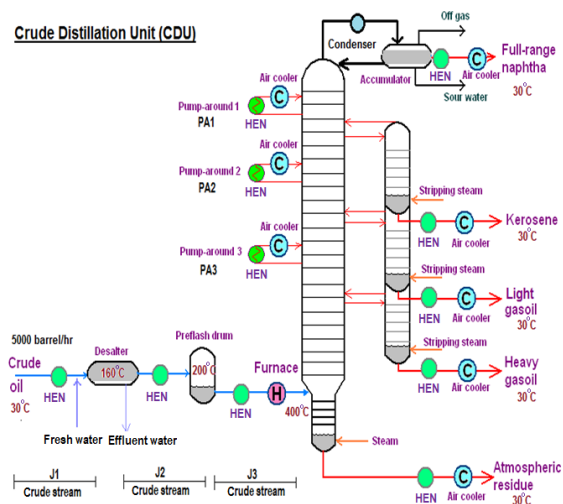 Crude Distillation Unit (CDU)
Off gas
Condenser
Full-range
naphtha
30°C
HEN
Air cooler
C
Accumulator
Sour water
Air cooler
C
Pump-around 1
PA1
HEN
Air cooler
C
Pump-around 2
PA2
HEN
Air cooler
C
Pump-around 3
PA3
HEN
Stripping steam
Kerosene
30°C
C
HEN
Air cooler
Stripping steam
Light
gasoil
30°C
C
HEN
Air cooler
Stripping steam
Heavy
gasoil
30°C
C
HEN
Air cooler
5000 barrel/hr
Crude
oil
30°C
HEN
Desalter
160°C
HEN
Preflash drum
200°C
HEN
Furnace
H
400°C
Fresh water
Effluent water
Steam
Atmospheric
residue
30°C
C
HEN
Air cooler
J1
Crude stream
J2
Crude stream
J3
Crude stream